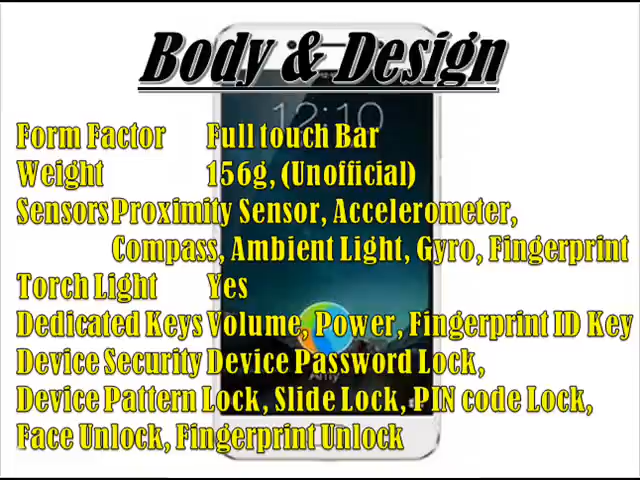 Body & Design
12:10
Form Factor Full touch Bar
Weight 156g, (Unofficial)
Sensors Proximity Sensor, Accelerometer,
Compass, Ambient Light, Gyro, Fingerprint
Torch Light Yes
Dedicated Keys Volume, Power, Fingerprint ID Key
Device Security Device Password Lock,
Device Pattern Lock, Slide Lock, PIN code Lock,
Face Unlock, Fingerprint Unlock